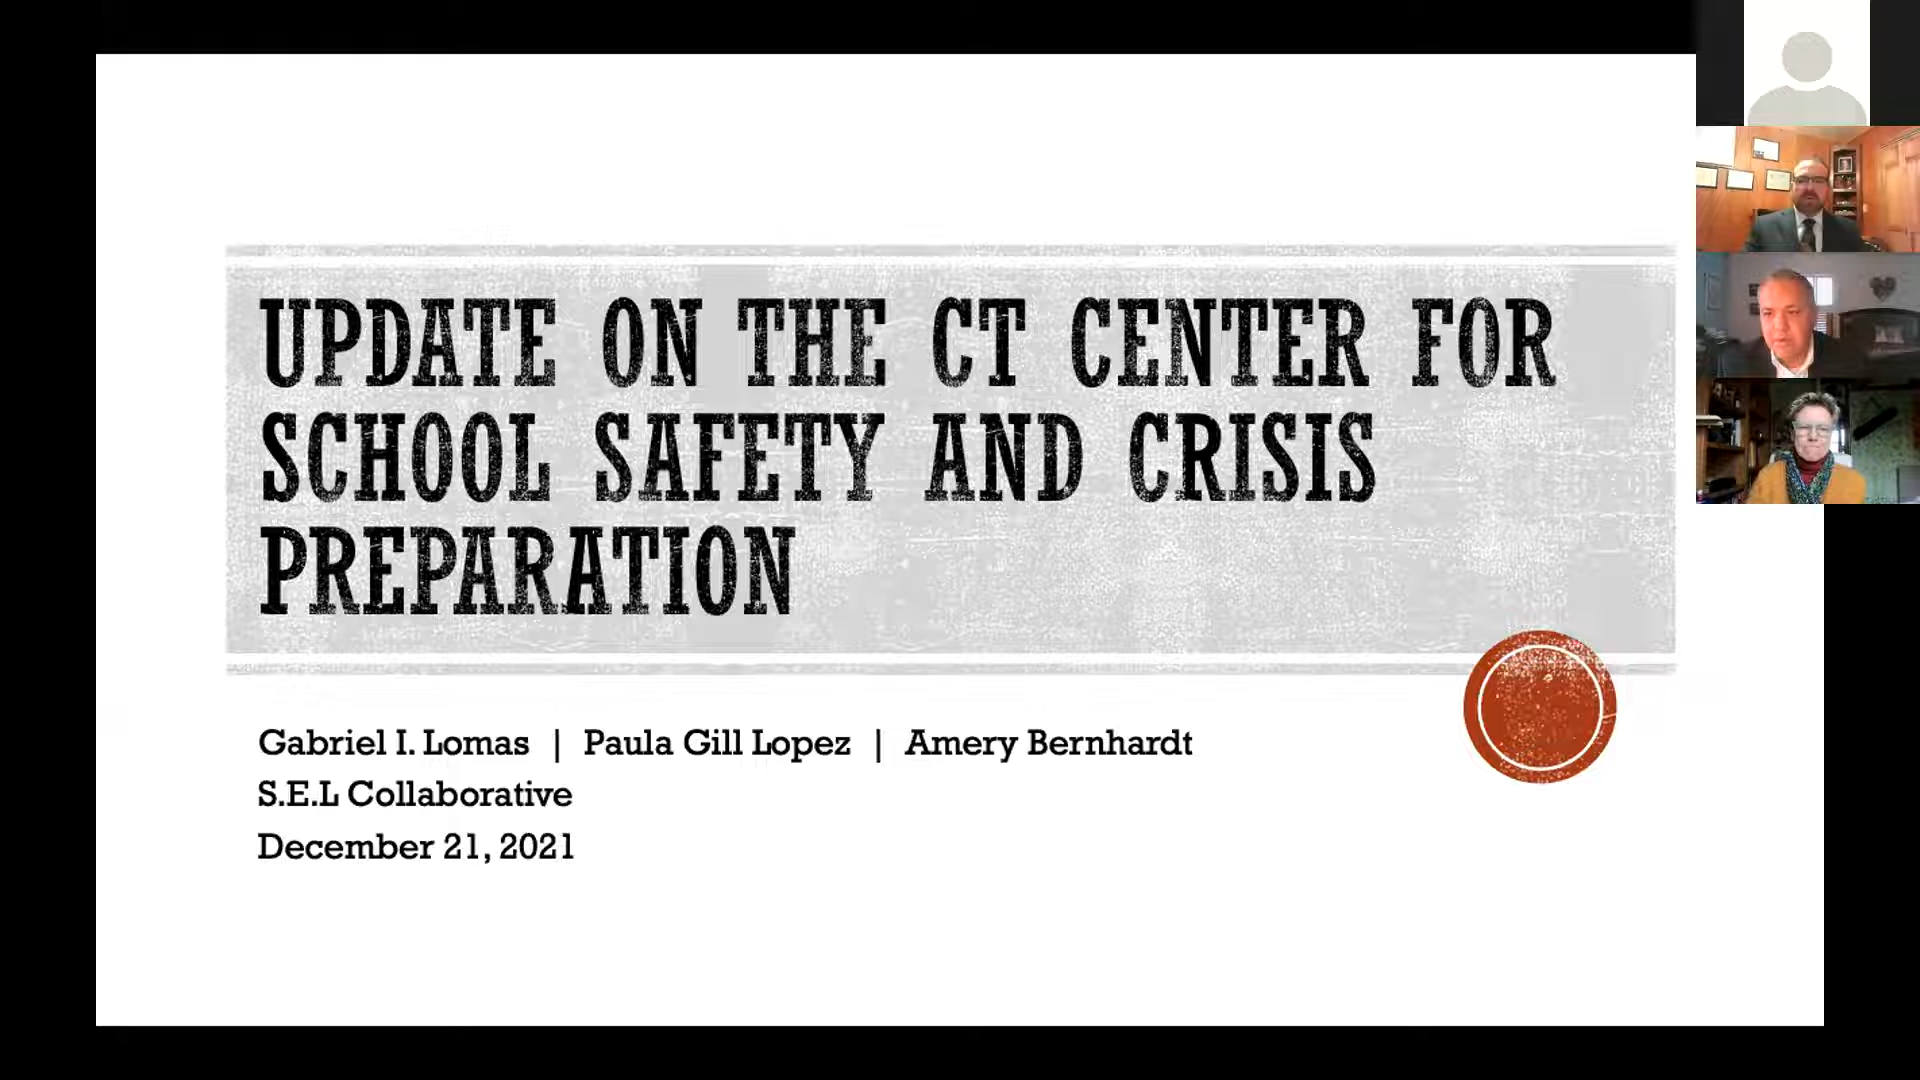 UPDATE ON THE CT CENTER FOR
SCHOOL SAFETY AND CRISIS
PREPARATION
Gabriel I. Lomas | Paula Gill Lopez | Amery Bernhardt
S.E.L Collaborative
December 21, 2021